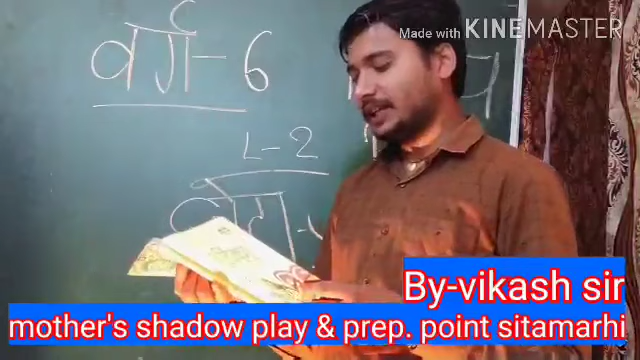 Made with KINEMASTER
वर्ग - 6
L - 2
By-vikash sir
mother's shadow play & prep. point sitamarhi